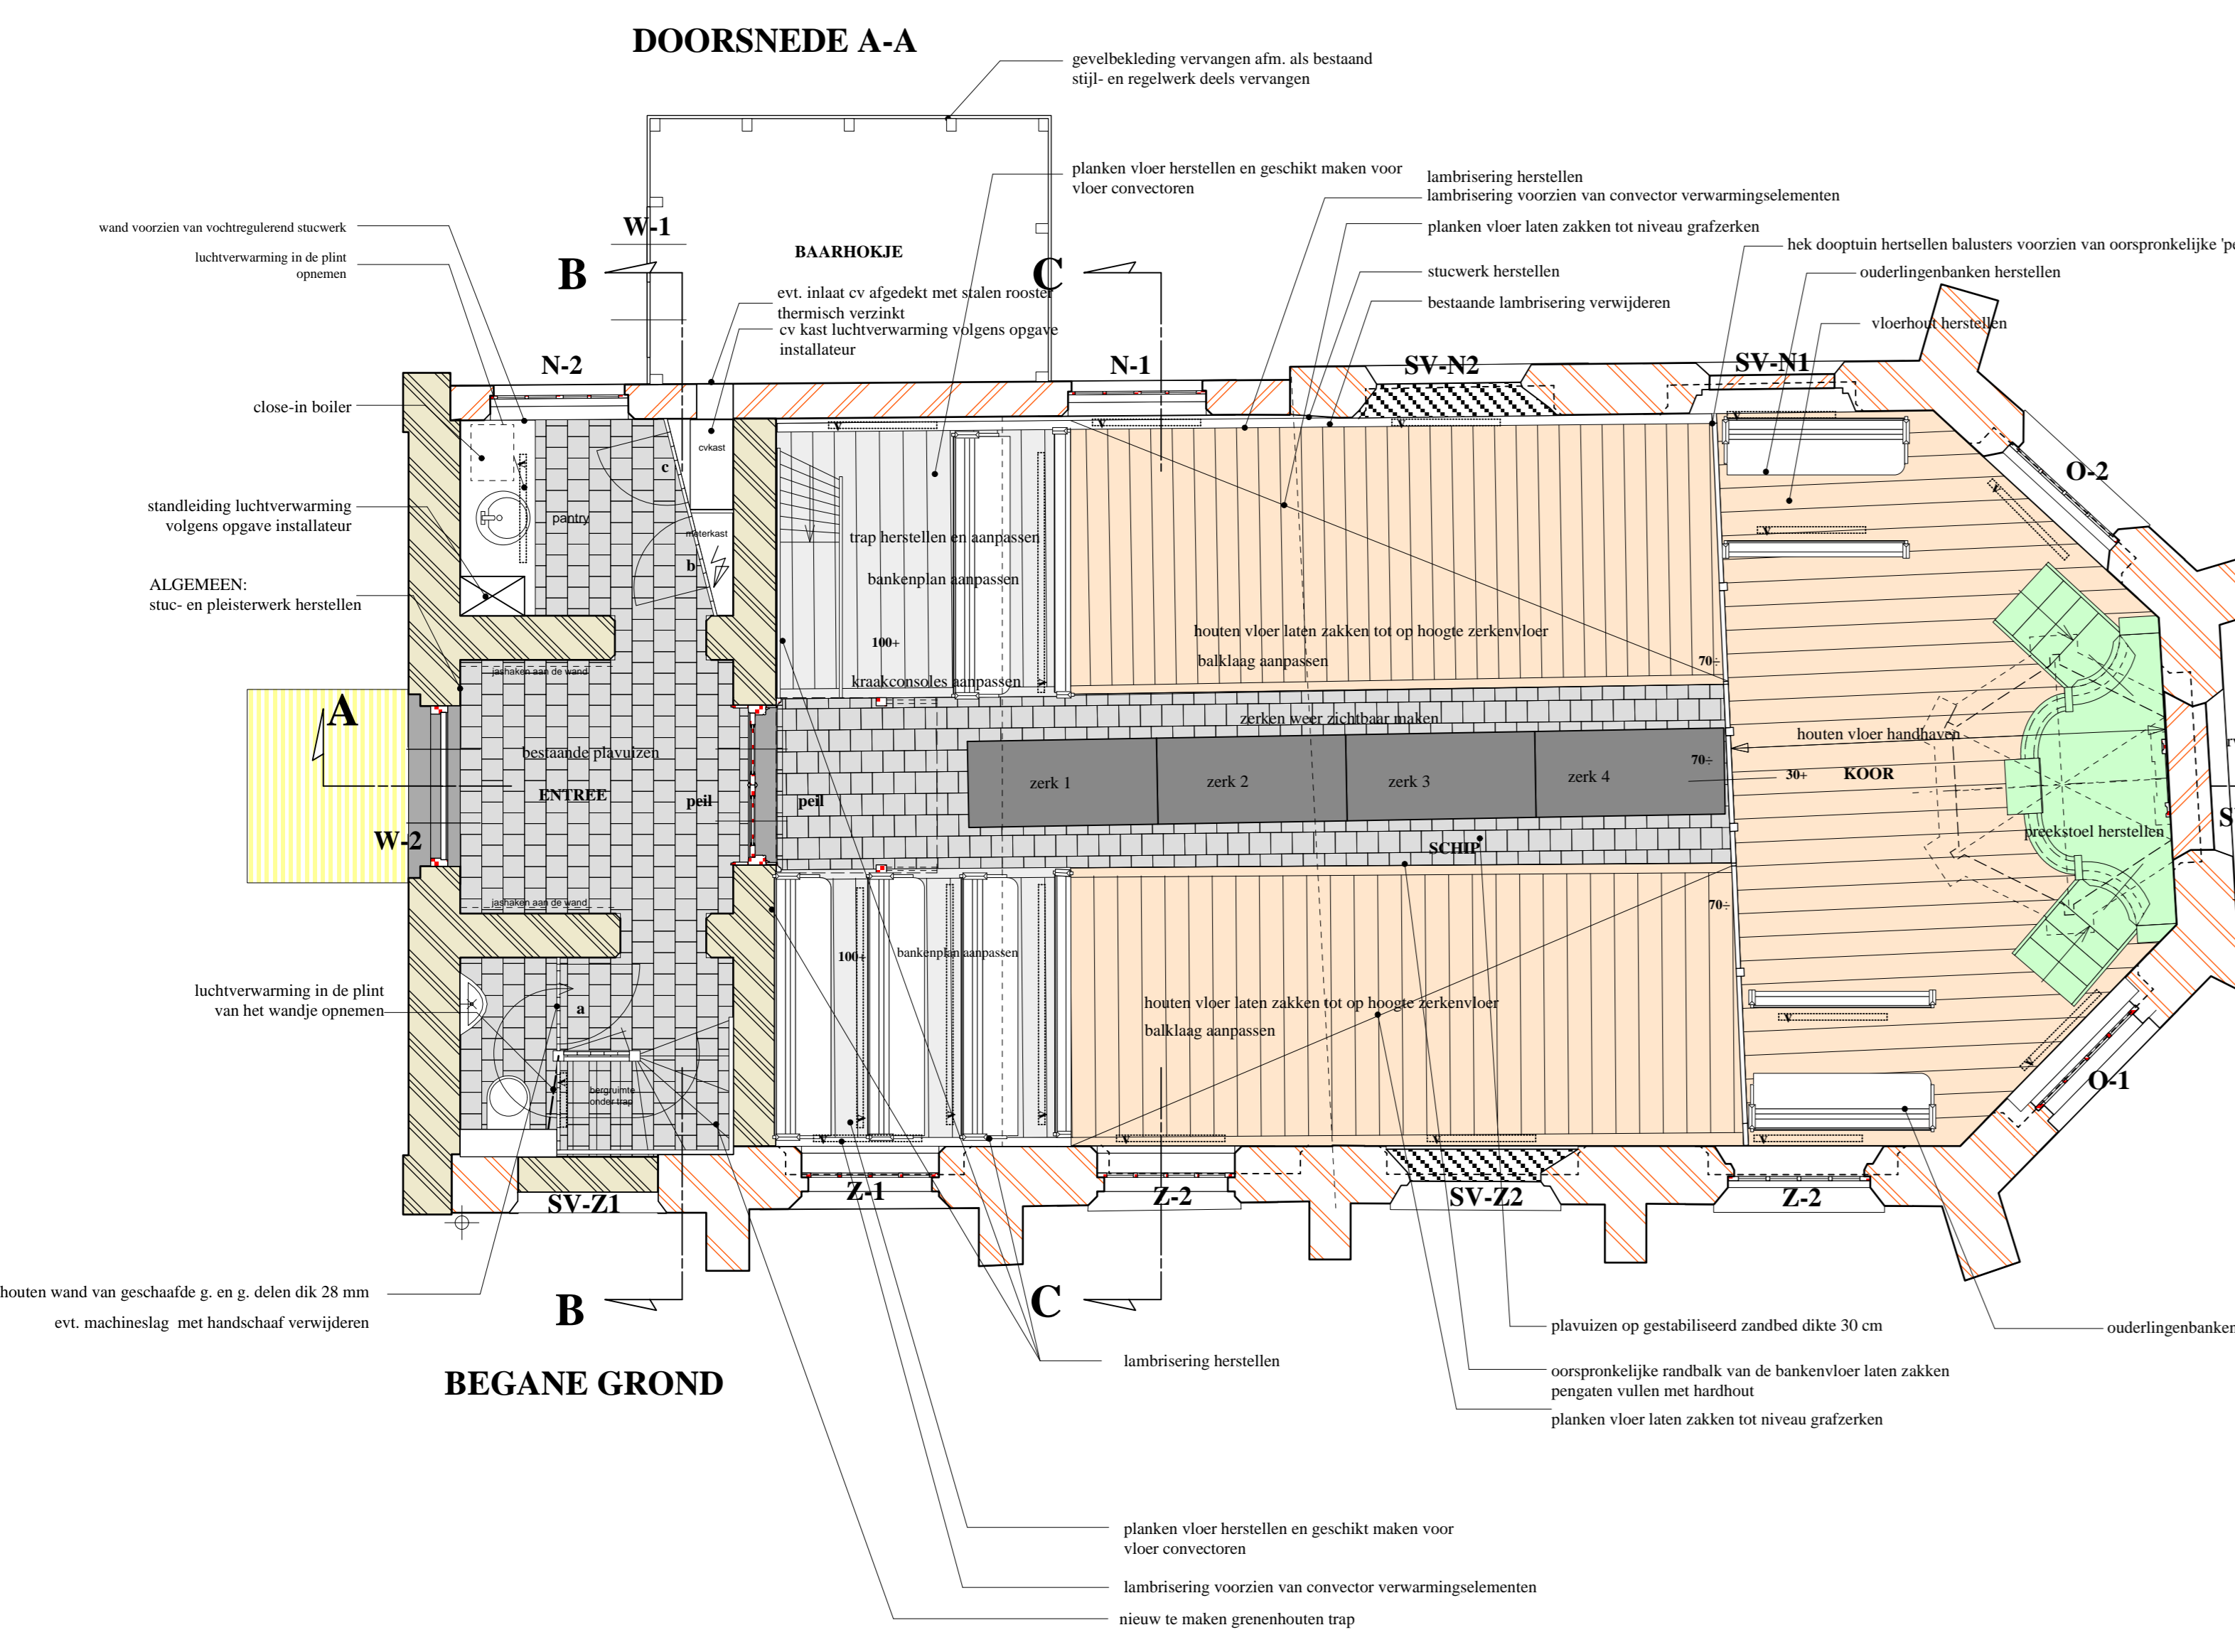 DOORSNEDE A-A
gevelbekleding vervangen afm. als bestaand
stijl- en regelwerk deels vervangen
planken vloer herstellen en geschikt maken voor
vloer convectoren
lambrisering herstellen
lambrisering voorzien van convector verwarmingselementen
planken vloer laten zakken tot niveau grafzerken
hek dooptuin hertsellen balusters voorzien van oorspronkelijke
stucwerk herstellen
ouderlingenbanken herstellen
bestaande lambrisering verwijderen
vloerhout herstellen
wand voorzien van vochtregulerend stucwerk
luchtverwarming in de plint
opnemen
W-1
BAARHOKJE
B
C
evt. inlaat cv afgedekt met stalen rooster
thermisch verzinkt
cv kast luchtverwarming volgens opgave
installateur
N-2
N-1
SV-N2
SV-N1
O-2
close-in boiler
cvkast
c
pantry
meterkast
b
standleiding luchtverwarming
volgens opgave installateur
ALGEMEEN:
stuc- en pleisterwerk herstellen
trap herstellen en aanpassen
bankenplan aanpassen
100+
kraakconsoles aanpassen
houten vloer laten zakken tot op hoogte zerkenvloer
balklaag aanpassen
70÷
jashaken aan de wand
A
bestaande plavuizen
ENTREE
peil
peil
W-2
zerken weer zichtbaar maken
zerk 1
zerk 2
zerk 3
zerk 4
70÷
30+
houten vloer handhaven
KOOR
preekstoel herstellen
SCHIP
S
jashaken aan de wand
100+
bankenplan aanpassen
70÷
houten vloer laten zakken tot op hoogte zerkenvloer
balklaag aanpassen
luchtverwarming in de plint
van het wandje opnemen
a
bergruimte
onder trap
O-1
SV-Z1
Z-1
Z-2
SV-Z2
Z-2
houten wand van geschaafde g. en g. delen dik 28 mm
evt. machineslag met handschaaf verwijderen
B
C
BEGANE GROND
lambrisering herstellen
plavuizen op gestabiliseerd zandbed dikte 30 cm
ouderlingenbanken
oorspronkelijke randbalk van de bankenvloer laten zakken
pengaten vullen met hardhout
planken vloer laten zakken tot niveau grafzerken
planken vloer herstellen en geschikt maken voor
vloer convectoren
lambrisering voorzien van convector verwarmingselementen
nieuw te maken grenenhouten trap